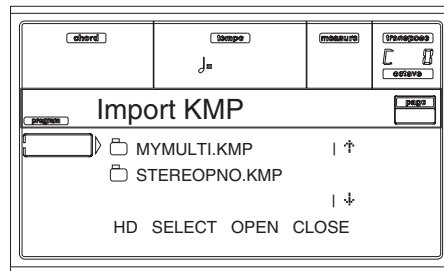 chord tempo measure transpose
♩=
C 0
octave
Import KMP
page
program
MYMULTI.KMP
STEREOPNO.KMP
HD SELECT OPEN CLOSE